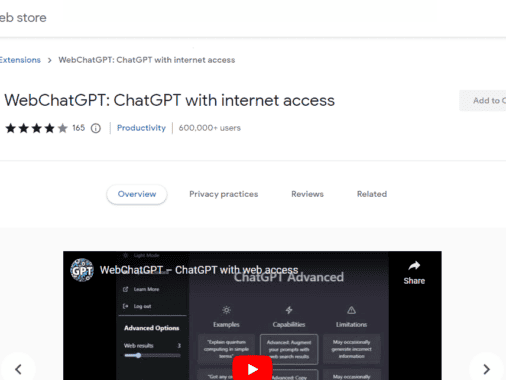 eb store
Extensions > WebChatGPT: ChatGPT with internet access
WebChatGPT: ChatGPT with internet access
Add to C
165 | Productivity | 600,000+ users
Overview Privacy practices Reviews Related
GPT WebChatGPT – ChatGPT with web access
Share
Light Mode
ChatGPT Advanced
Learn More
Log out
Advanced Options
Web results 3
Examples Capabilities Limitations
"Explain quantum computing in simple terms"
Advanced: Augment your prompts with web search results
May occasionally generate incorrect information
"Got any
Advanced: Copy
May occasionally